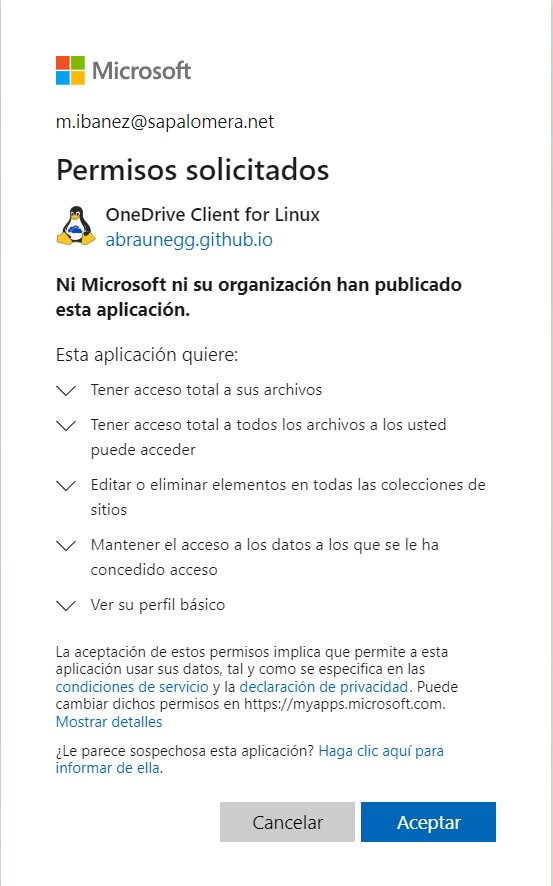 Microsoft
m.ibanez@sapalomera.net
Permisos solicitados
OneDrive Client for Linux
abraunegg.github.io
Ni Microsoft ni su organización han publicado
esta aplicación.
Esta aplicación quiere:
Tener acceso total a sus archivos
Tener acceso total a todos los archivos a los usted
puede acceder
Editar o eliminar elementos en todas las colecciones de
sitios
Mantener el acceso a los datos a los que se le ha
concedido acceso
Ver su perfil básico
La aceptación de estos permisos implica que permite a esta
aplicación usar sus datos, tal y como se especifica en las
condiciones de servicio y la declaración de privacidad. Puede
cambiar dichos permisos en https://myapps.microsoft.com.
Mostrar detalles
¿Le parece sospechosa esta aplicación? Haga clic aquí para
informar de ella.
Cancelar
Aceptar